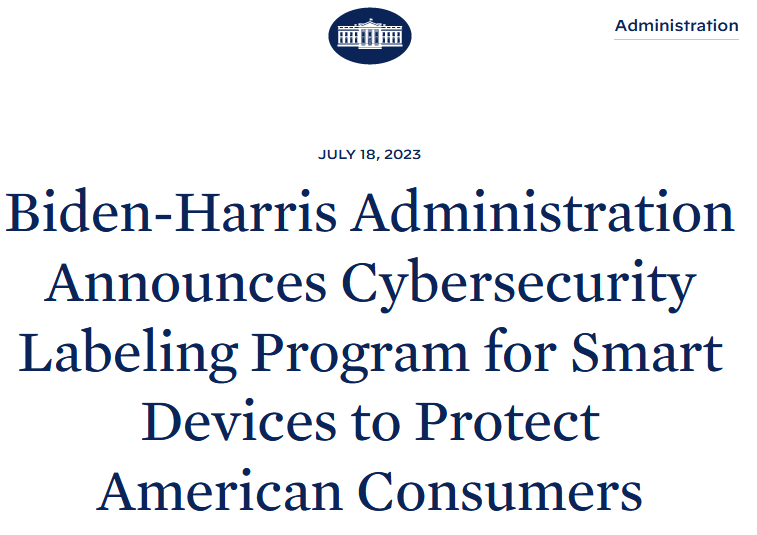 Administration
JULY 18, 2023
Biden-Harris Administration
Announces Cybersecurity
Labeling Program for Smart
Devices to Protect
American Consumers